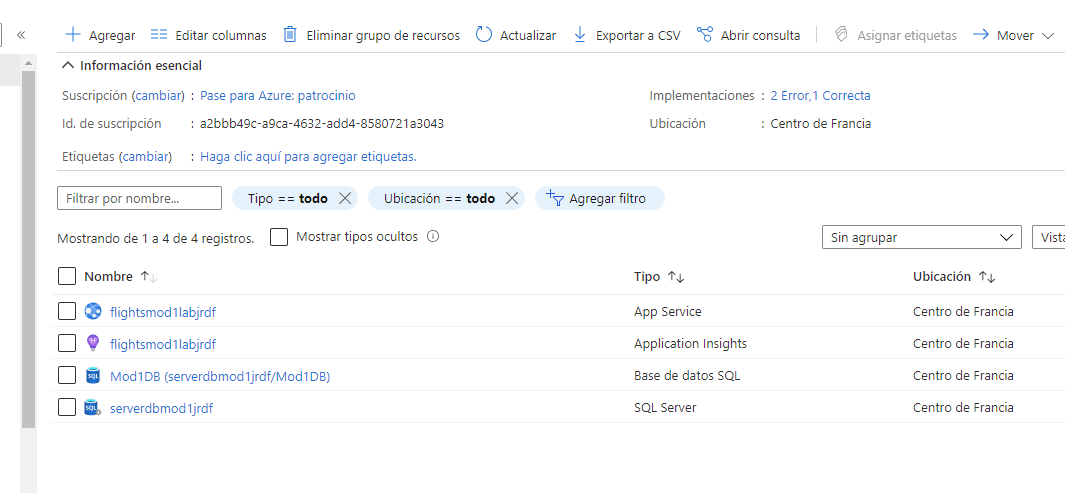 « Agregar Editar columnas Eliminar grupo de recursos Actualizar Exportar a CSV Abrir consulta Asignar etiquetas Mover
Información esencial
Suscripción (cambiar) : Pase para Azure: patrocinio Implementaciones : 2 Error,1 Correcta
Id. de suscripción : a2bbb49c-a9ca-4632-add4-8580721a3043 Ubicación : Centro de Francia
Etiquetas (cambiar) : Haga clic aquí para agregar etiquetas.
Filtrar por nombre... Tipo == todo Ubicación == todo Agregar filtro
Mostrando de 1 a 4 de 4 registros. Mostrar tipos ocultos Sin agrupar Vista
Nombre Tipo Ubicación
flightsmod1labjrdf App Service Centro de Francia
flightsmod1labjrdf Application Insights Centro de Francia
SQL Mod1DB (serverdbmod1jrdf/Mod1DB) Base de datos SQL Centro de Francia
SQL serverdbmod1jrdf SQL Server Centro de Francia